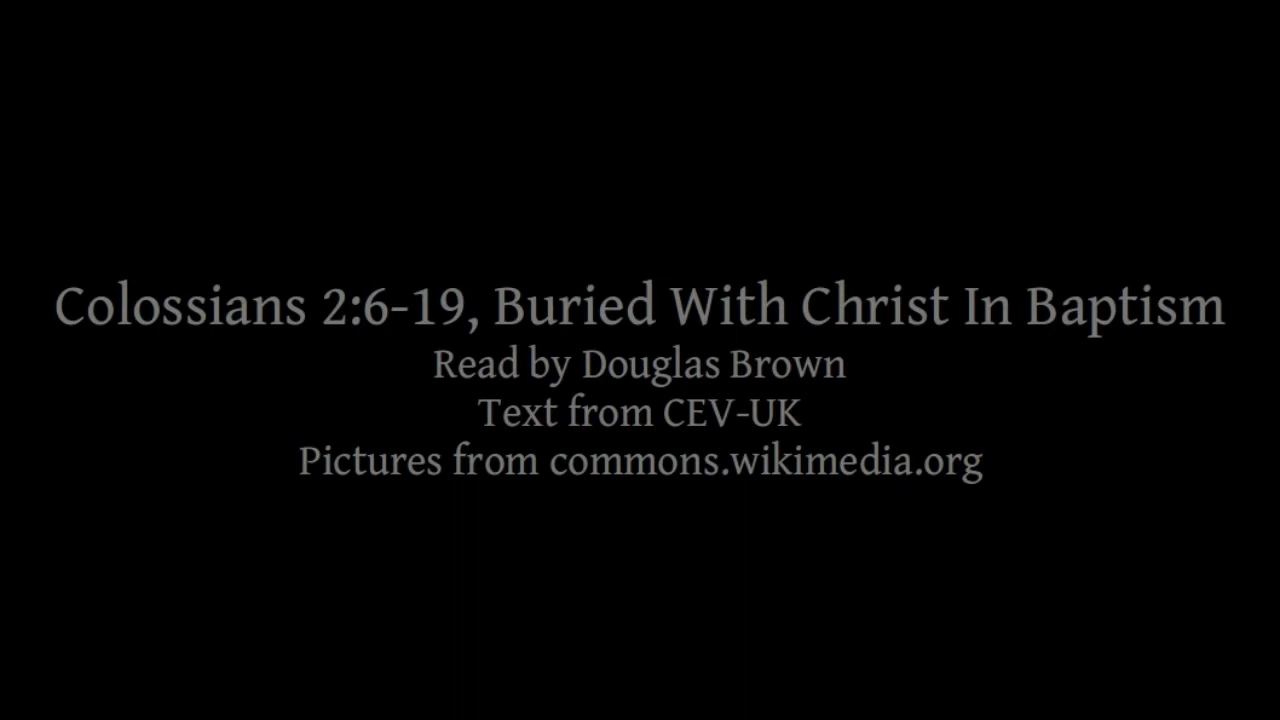 Colossians 2:6-19, Buried With Christ In Baptism
Read by Douglas Brown
Text from CEV-UK
Pictures from commons.wikimedia.org